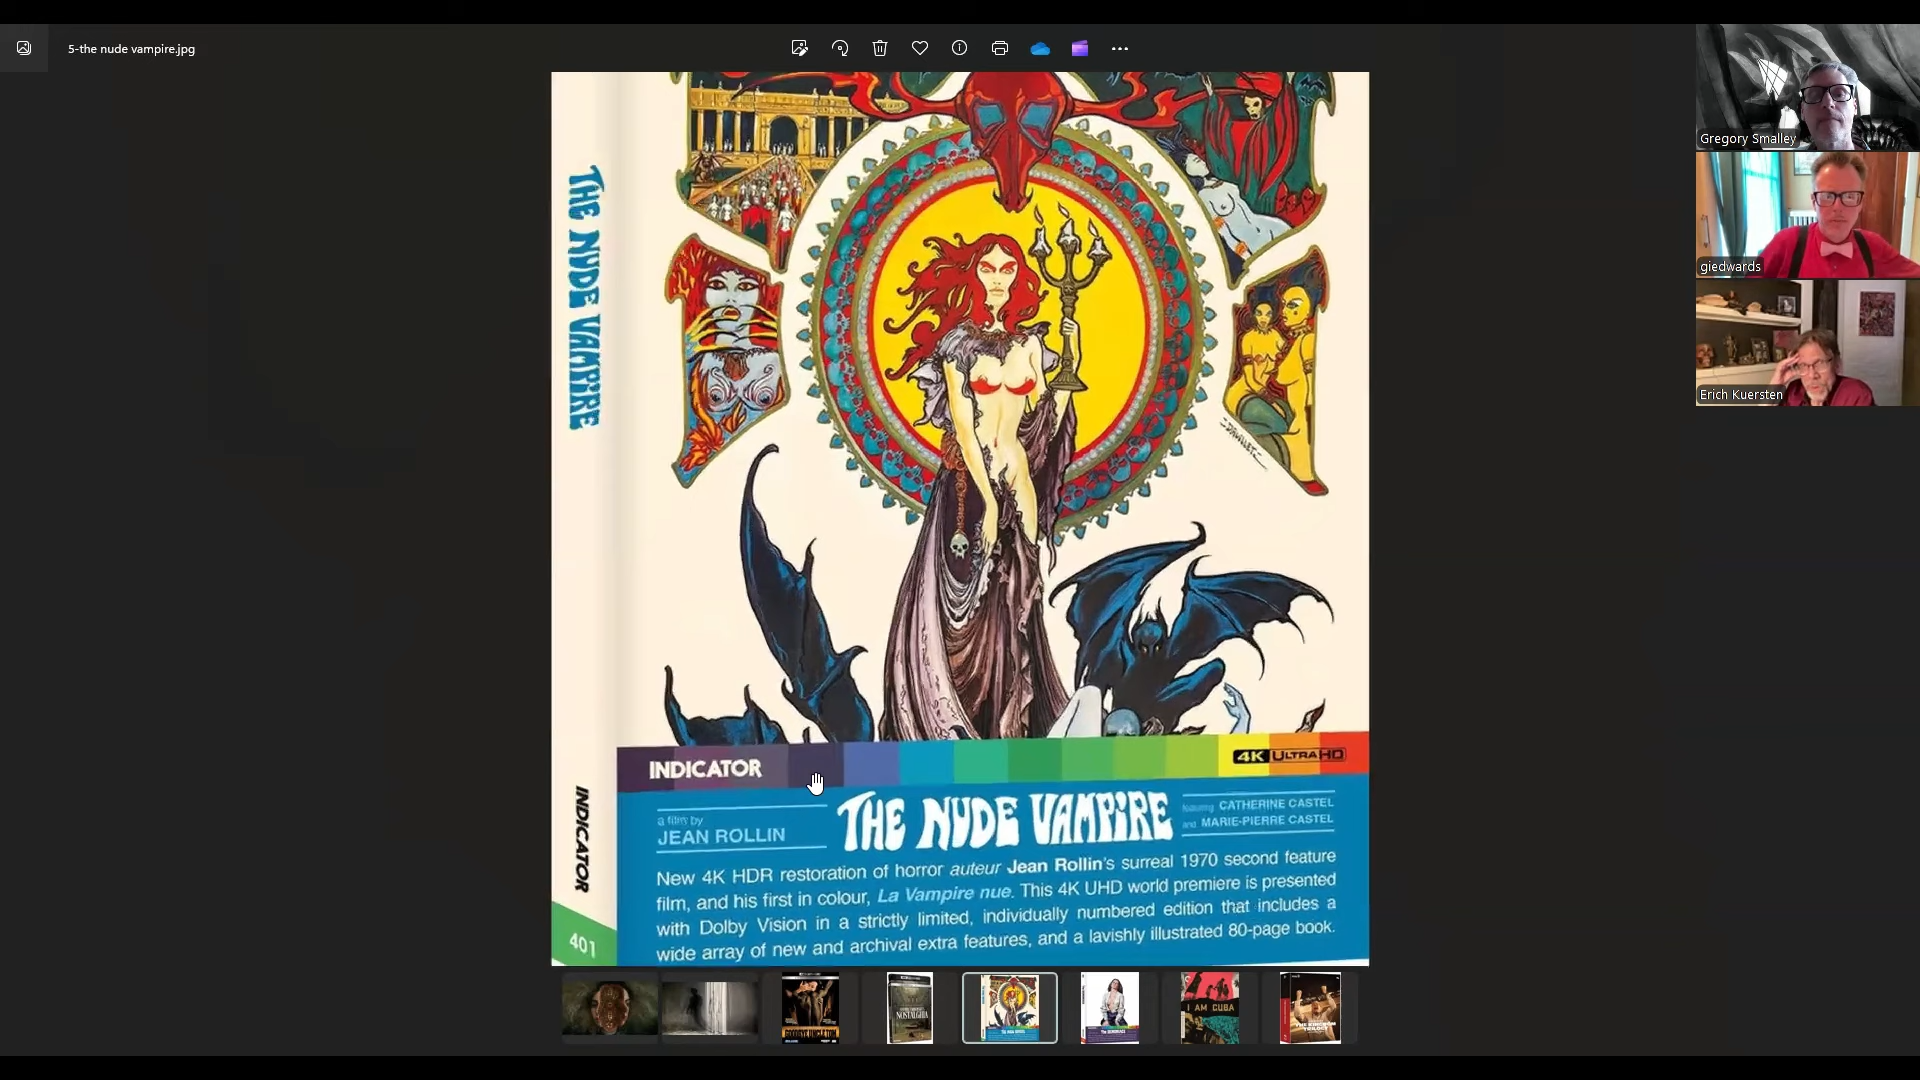 5-the nude vampire.jpg
Gregory Smalley
giedwards
Erich Kuersten
THE NUDE VAMPIRE
INDICATOR
401
INDICATOR
4K ULTRA HD
a film by
JEAN ROLLIN
THE NUDE VAMPIRE
featuring CATHERINE CASTEL
and MARIE-PIERRE CASTEL
New 4K HDR restoration of horror auteur Jean Rollin's surreal 1970 second feature
film, and his first in colour, La Vampire nue. This 4K UHD world premiere is presented
with Dolby Vision in a strictly limited, individually numbered edition that includes a
wide array of new and archival extra features, and a lavishly illustrated 80-page book.
NOSTALGHIA
I AM CUBA